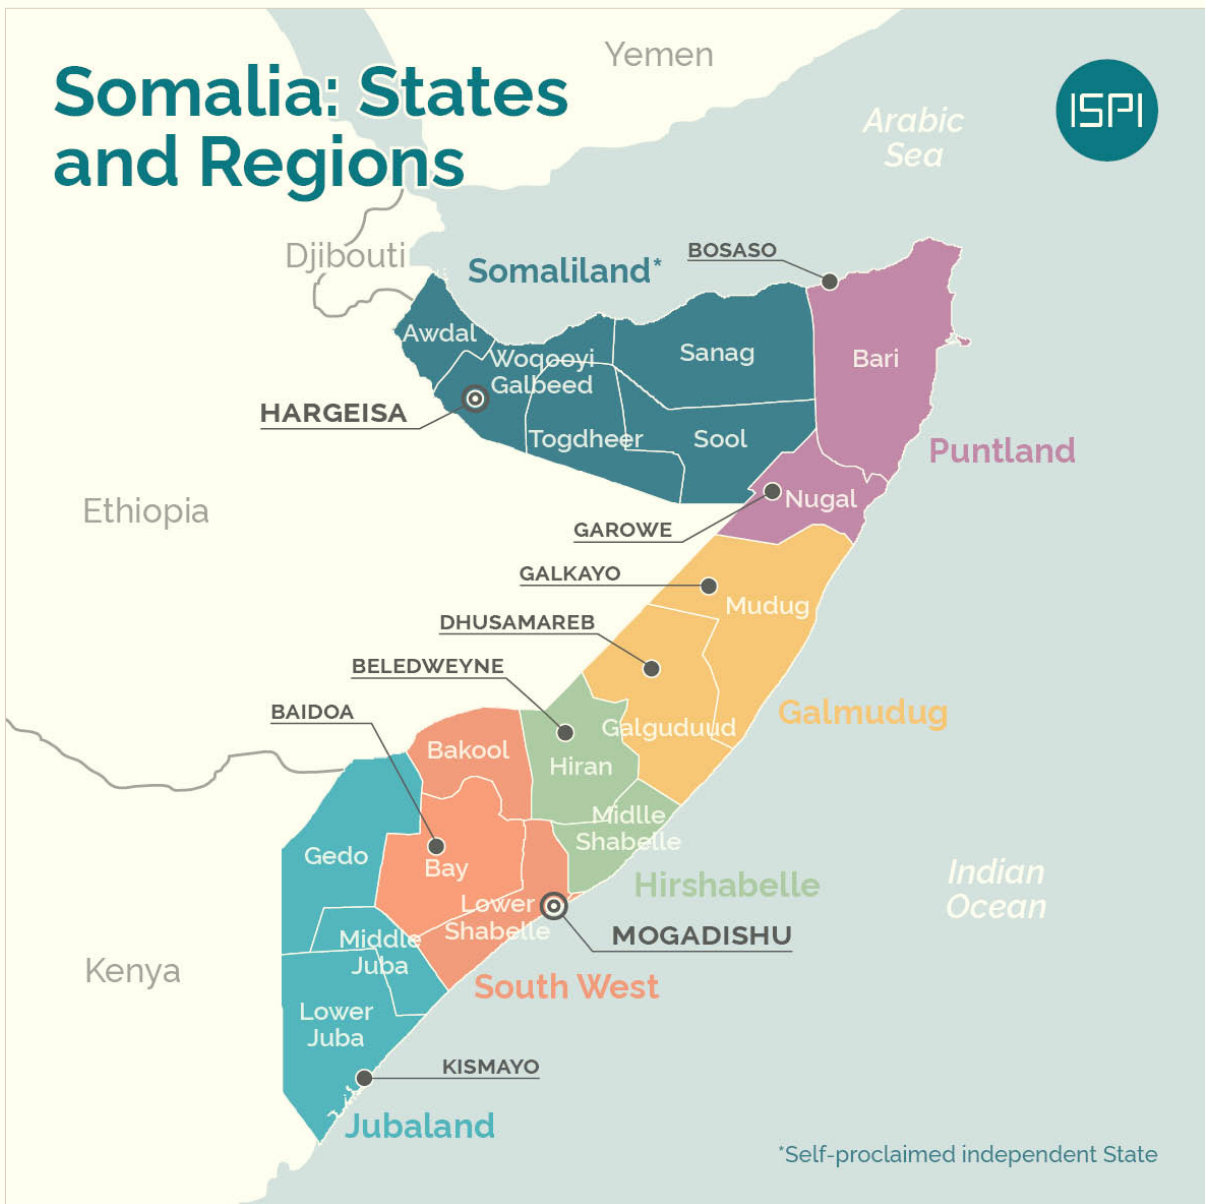 Somalia: States
and Regions
Yemen
Arabic
Sea
ISPI
Djibouti
Somaliland*
BOSASO
Awdal
Woqooyi
Galbeed
Sanag
Bari
HARGEISA
Togdheer
Sool
Puntland
Ethiopia
Nugal
GAROWE
GALKAYO
Mudug
DHUSAMAREB
BELEDWEYNE
BAIDOA
Galguduud
Galmudug
Bakool
Hiran
Midlle
Shabelle
Gedo
Bay
Hirshabelle
Indian
Ocean
Lower
Shabelle
MOGADISHU
Middle
Juba
Kenya
South West
Lower
Juba
KISMAYO
Jubaland
*Self-proclaimed independent State